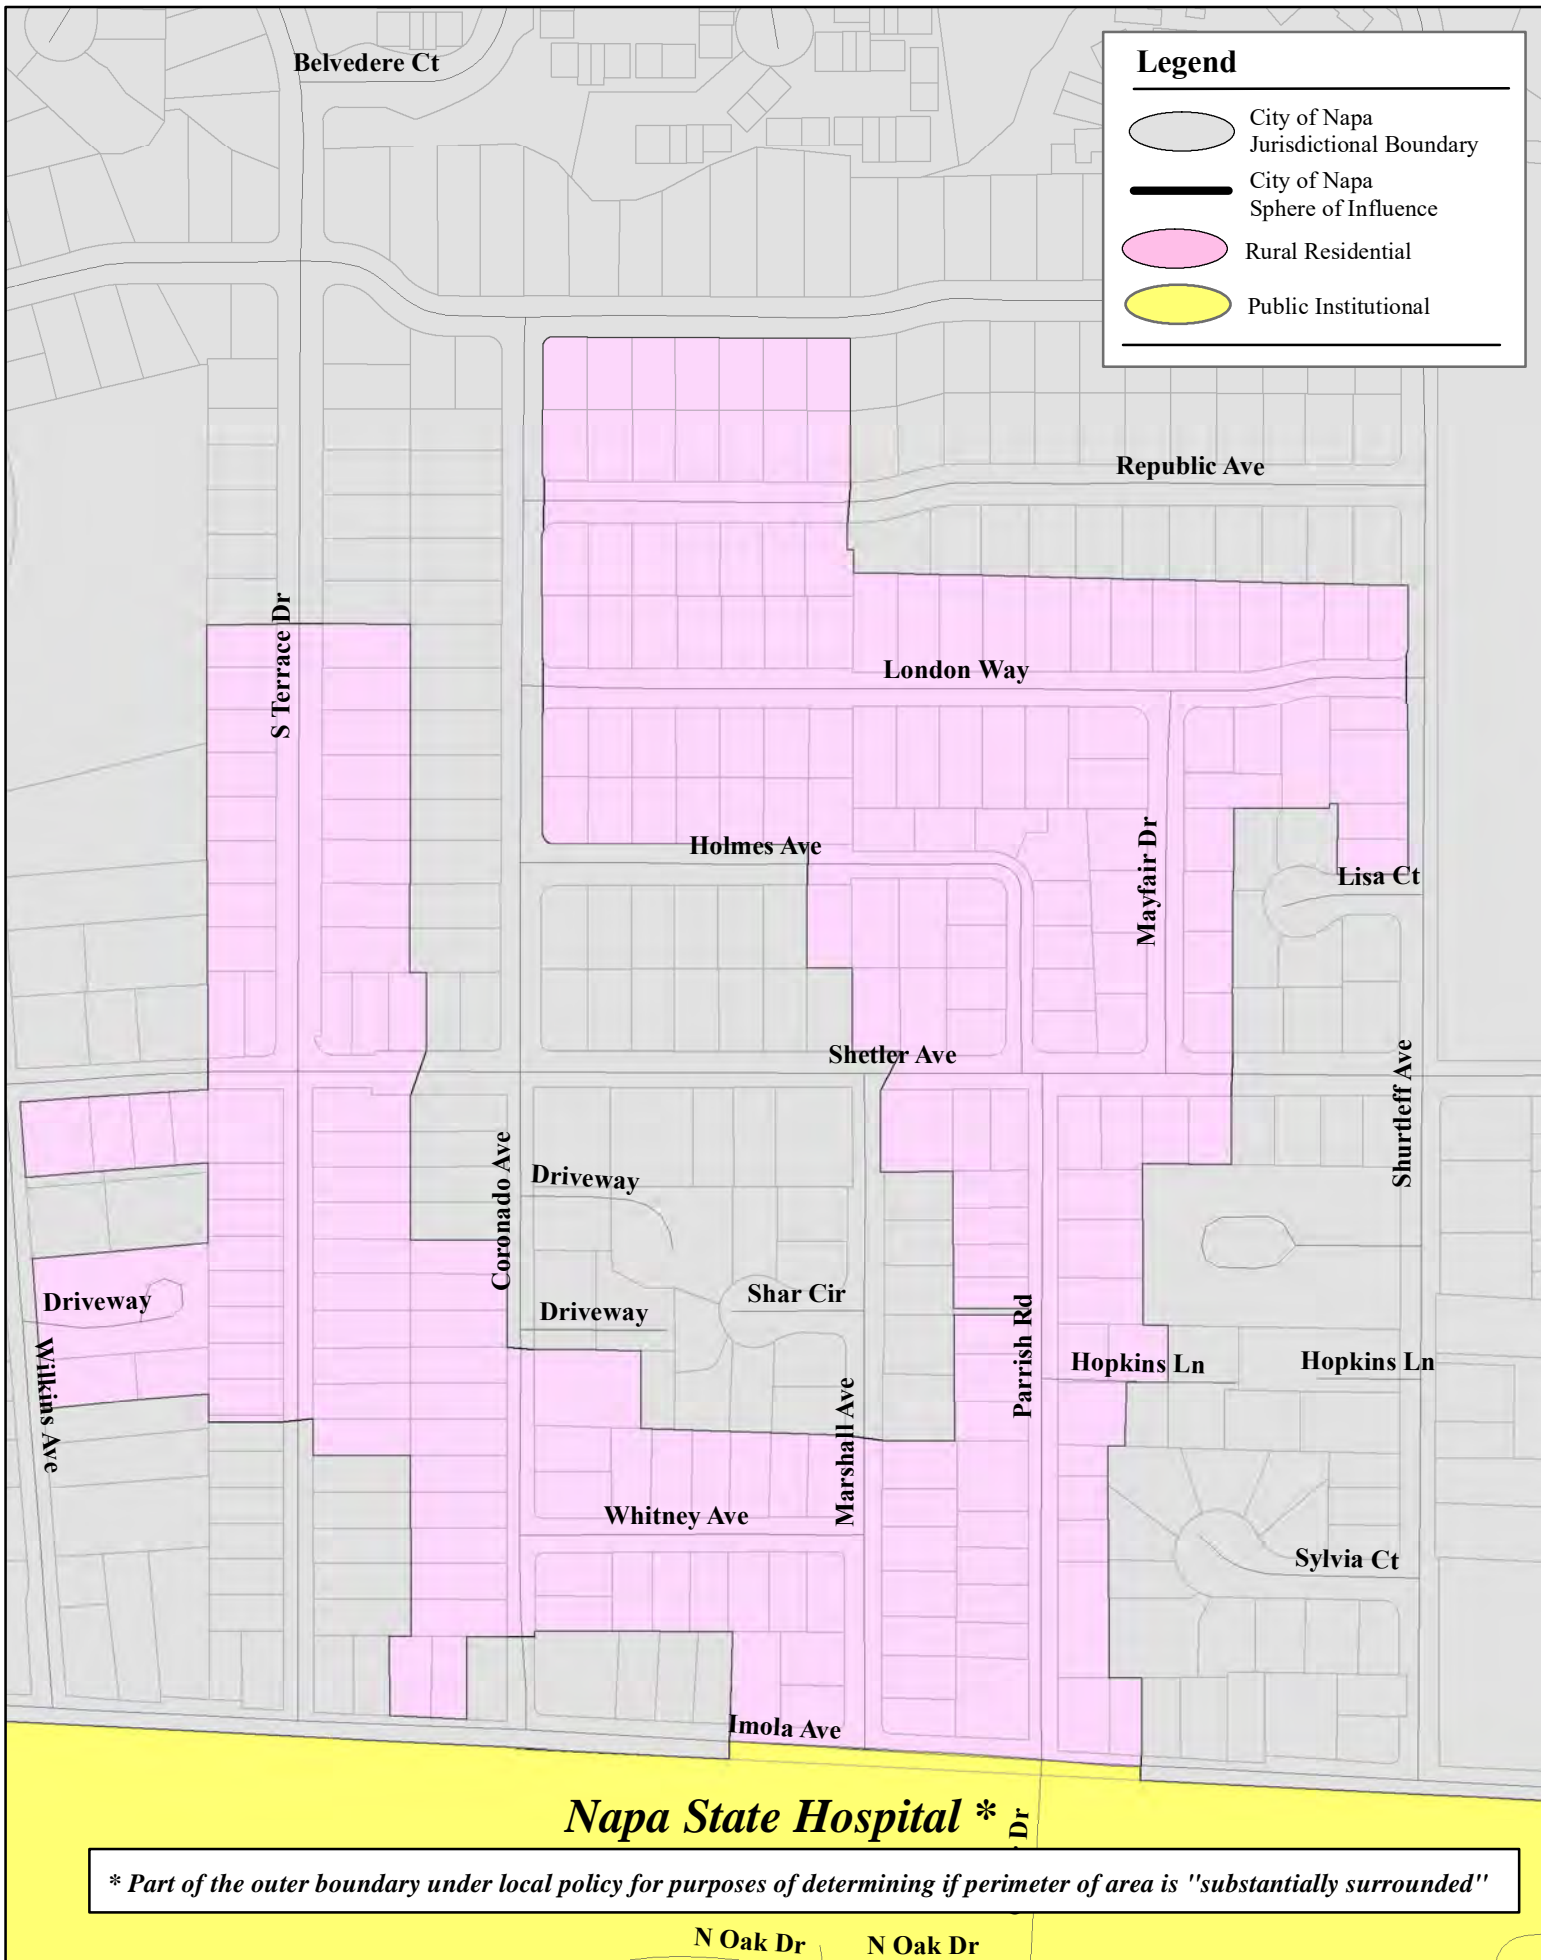 Belvedere Ct
Legend
City of Napa
Jurisdictional Boundary
City of Napa
Sphere of Influence
Rural Residential
Public Institutional
Republic Ave
S Terrace Dr
London Way
Holmes Ave
Mayfair Dr
Lisa Ct
Shetler Ave
Shurtleff Ave
Coronado Ave
Driveway
Driveway
Shar Cir
Driveway
Parrish Rd
Wilkins Ave
Hopkins Ln
Hopkins Ln
Marshall Ave
Whitney Ave
Sylvia Ct
Imola Ave
Napa State Hospital *
Dr
* Part of the outer boundary under local policy for purposes of determining if perimeter of area is "substantially surrounded"
N Oak Dr
N Oak Dr